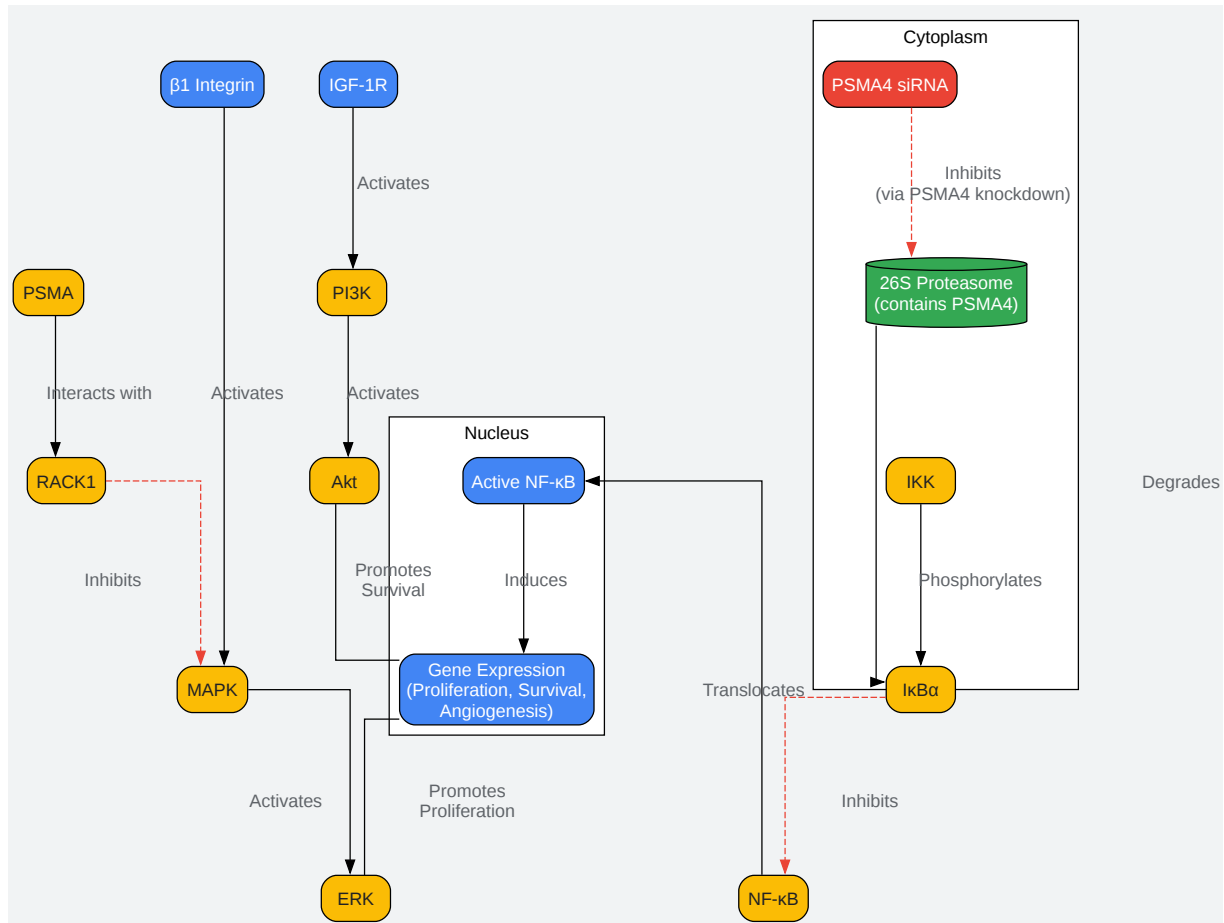 Cytoplasm
β1 Integrin
IGF-1R
PSMA4 siRNA
Activates
Inhibits
(via PSMA4 knockdown)
PSMA
PI3K
26S Proteasome
(contains PSMA4)
Interacts with
Activates
Activates
Nucleus
RACK1
Akt
Active NF-κB
IKK
Degrades
Inhibits
Promotes
Survival
Induces
Phosphorylates
MAPK
Gene Expression
(Proliferation, Survival,
Angiogenesis)
Translocates
IκBα
Activates
Promotes
Proliferation
Inhibits
ERK
NF-κB